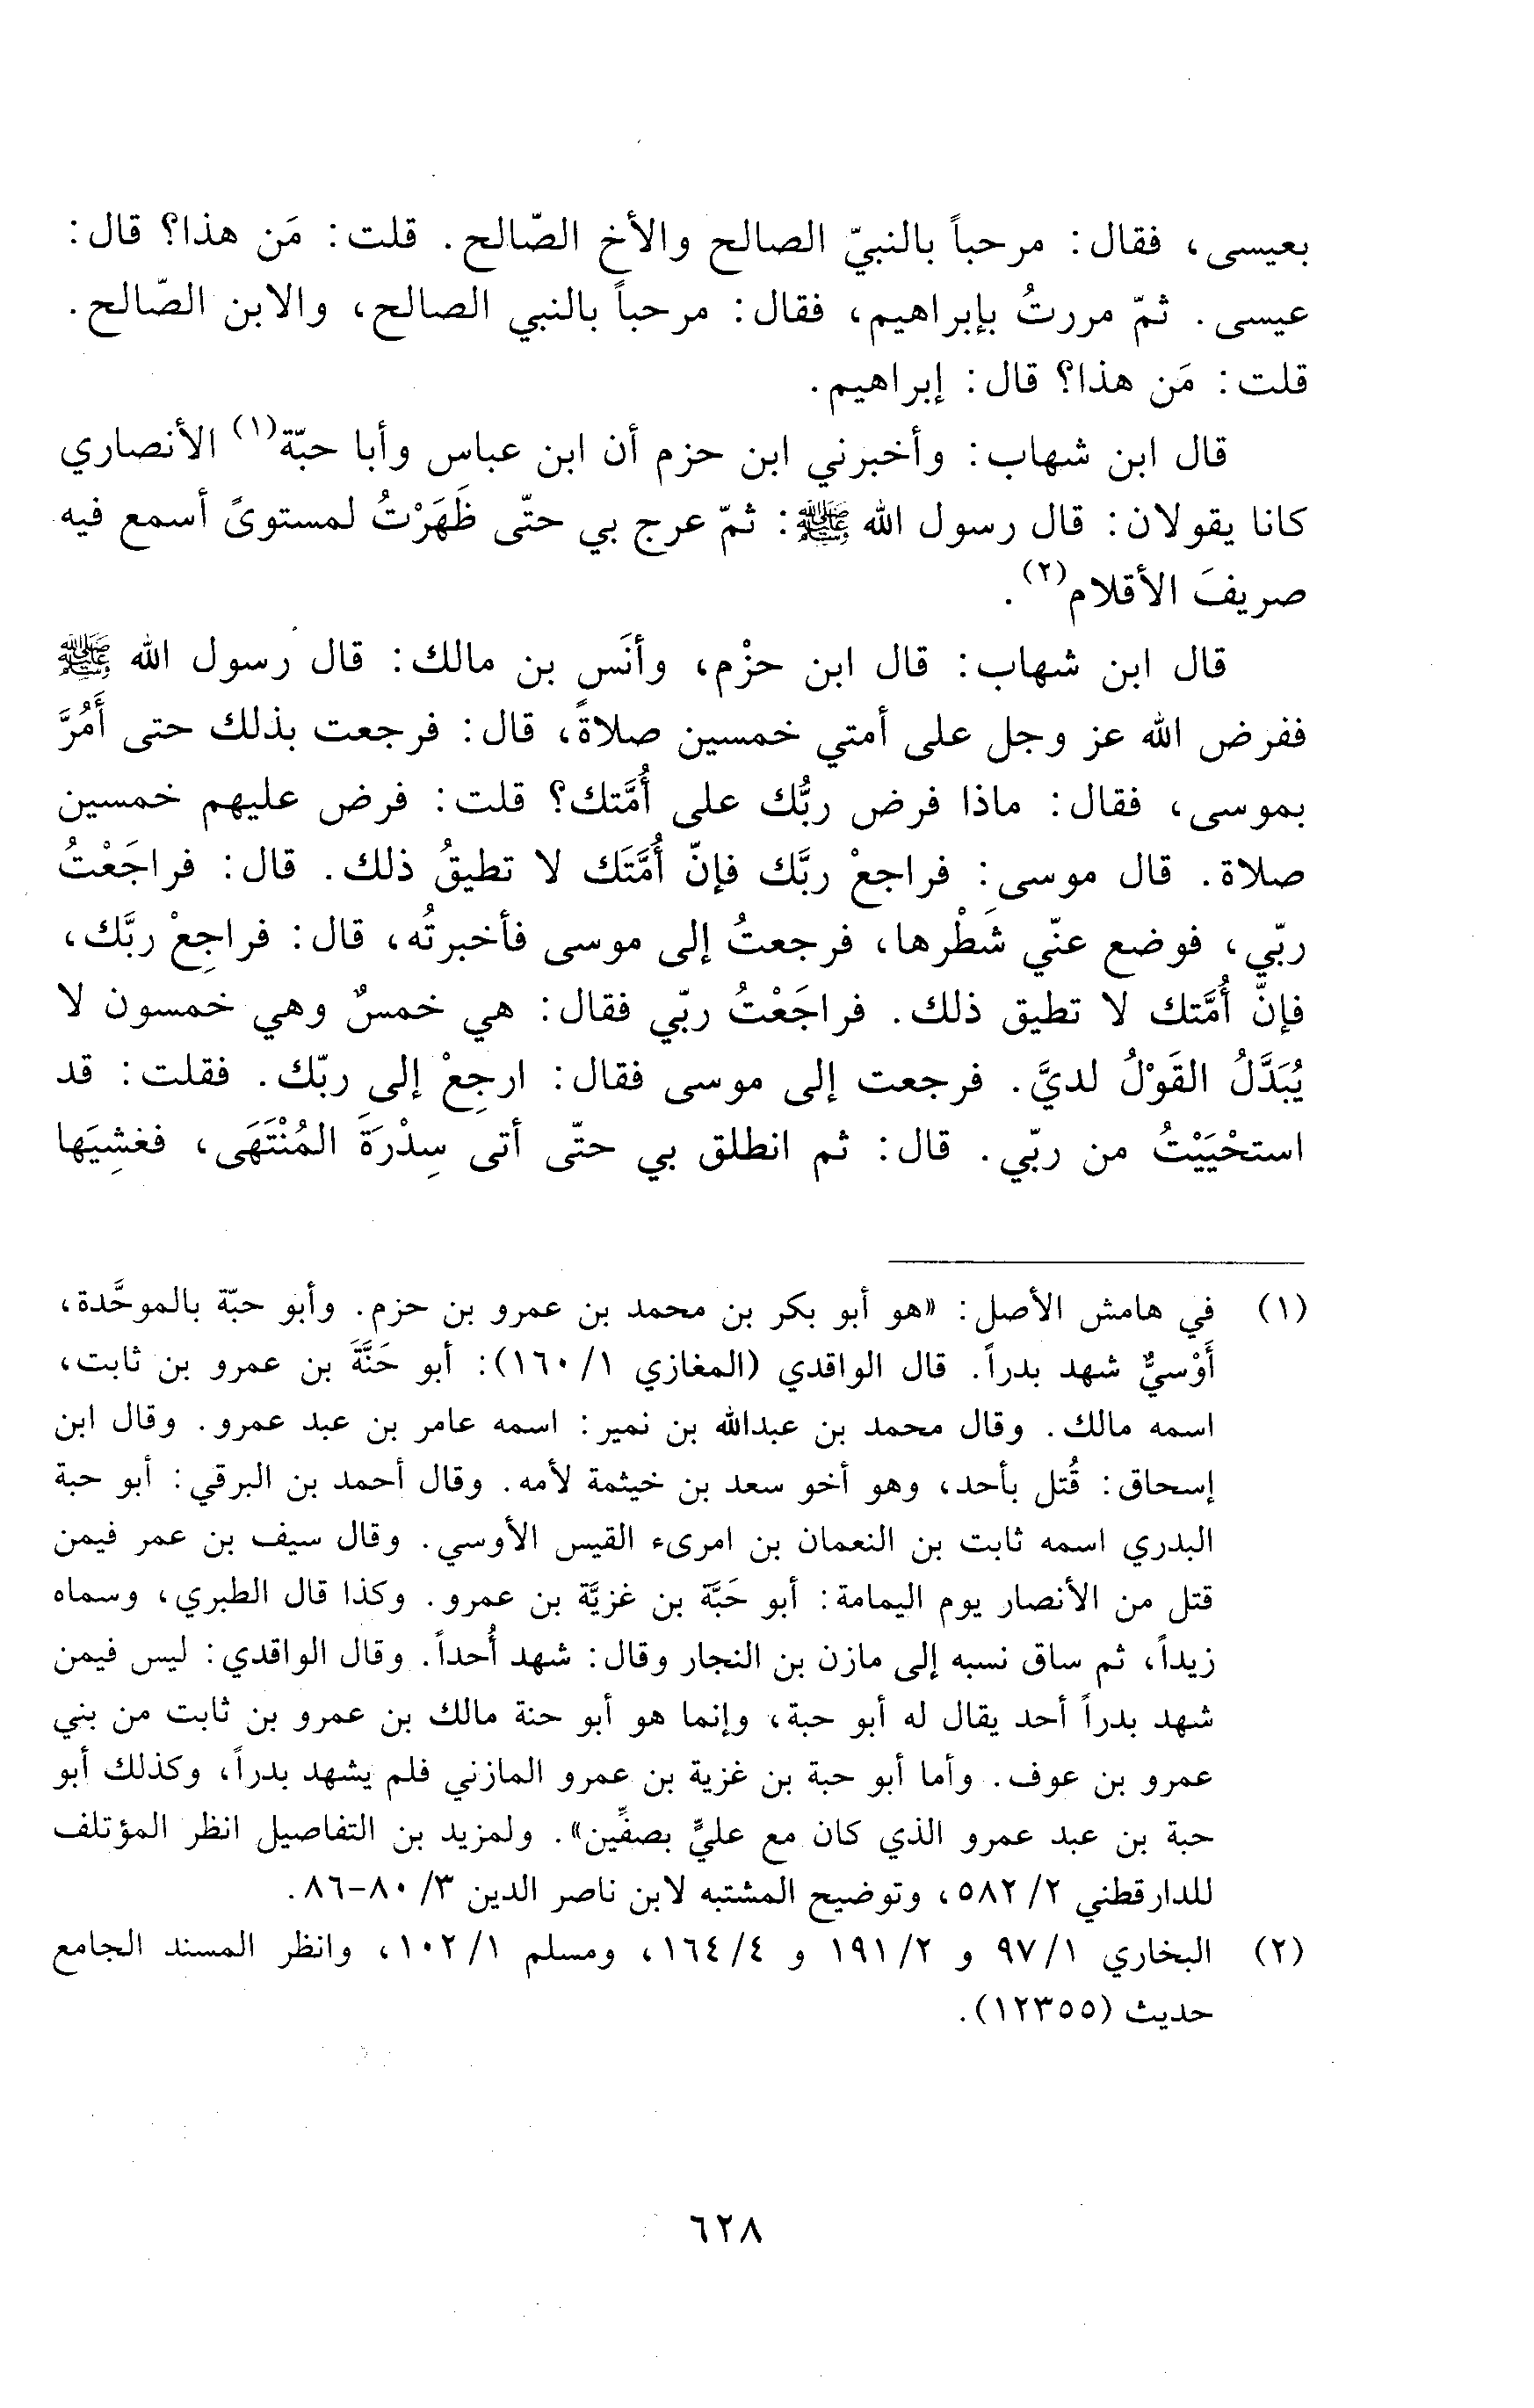 بعيسى، فقال: مرحباً بالنبيّ الصالح والأخ الصّالح. قلت: مَن هذا؟ قال:
عيسى. ثمّ مررتُ بإبراهيم، فقال: مرحباً بالنبي الصالح، والابن الصّالح.
قلت: مَن هذا؟ قال: إبراهيم.
قال ابن شهاب: وأخبرني ابن حزم أن ابن عباس وأبا حبّة(١) الأنصاري
كانا يقولان: قال رسول الله ﷺ: ثمّ عرج بي حتّى ظَهَرْتُ لمستوىً أسمع فيه
صريفَ الأقلام(٢).
قال ابن شهاب: قال ابن حزْم، وأنَس بن مالك: قال رسول الله ﷺ
ففرض الله عز وجل على أمتي خمسين صلاةً، قال: فرجعت بذلك حتى أَمُرَّ
بموسى، فقال: ماذا فرض ربُّك على أُمَّتك؟ قلت: فرض عليهم خمسين
صلاة. قال موسى: فراجعْ ربَّك فإنّ أُمَّتَك لا تطيقُ ذلك. قال: فراجَعْتُ
ربّي، فوضع عنّي شَطْرها، فرجعتُ إلى موسى فأخبرتُه، قال: فراجِعْ ربَّك،
فإنَّ أُمَّتك لا تطيق ذلك. فراجَعْتُ ربّي فقال: هي خمسٌ وهي خمسون لا
يُبَدَّلُ القَوْلُ لديَّ. فرجعت إلى موسى فقال: ارجِعْ إلى ربّك. فقلت: قد
استحْيَيْتُ من ربّي. قال: ثم انطلق بي حتّى أتى سِدْرَةَ المُنْتَهَى، فغشِيَها
(١) في هامش الأصل: «هو أبو بكر بن محمد بن عمرو بن حزم. وأبو حبّة بالموحَّدة،
أَوْسيٌّ شهد بدراً. قال الواقدي (المغازي ١/ ١٦٠): أبو حَنَّةَ بن عمرو بن ثابت،
اسمه مالك. وقال محمد بن عبدالله بن نمير: اسمه عامر بن عبد عمرو. وقال ابن
إسحاق: قُتل بأحد، وهو أخو سعد بن خيثمة لأمه. وقال أحمد بن البرقي: أبو حبة
البدري اسمه ثابت بن النعمان بن امرىء القيس الأوسي. وقال سيف بن عمر فيمن
قتل من الأنصار يوم اليمامة: أبو حَبَّة بن غزيَّة بن عمرو. وكذا قال الطبري، وسماه
زيداً، ثم ساق نسبه إلى مازن بن النجار وقال: شهد أُحداً. وقال الواقدي: ليس فيمن
شهد بدراً أحد يقال له أبو حبة، وإنما هو أبو حنة مالك بن عمرو بن ثابت من بني
عمرو بن عوف. وأما أبو حبة بن غزية بن عمرو المازني فلم يشهد بدراً، وكذلك أبو
حبة بن عبد عمرو الذي كان مع عليٍّ بصفِّين». ولمزيد بن التفاصيل انظر المؤتلف
للدارقطني ٢/ ٥٨٢، وتوضيح المشتبه لابن ناصر الدين ٣/ ٨٠-٨٦.
(٢) البخاري ١/ ٩٧ و ٢/ ١٩١ و ٤/ ١٦٤، ومسلم ١/ ١٠٢، وانظر المسند الجامع
حديث (١٢٣٥٥).
٦٢٨